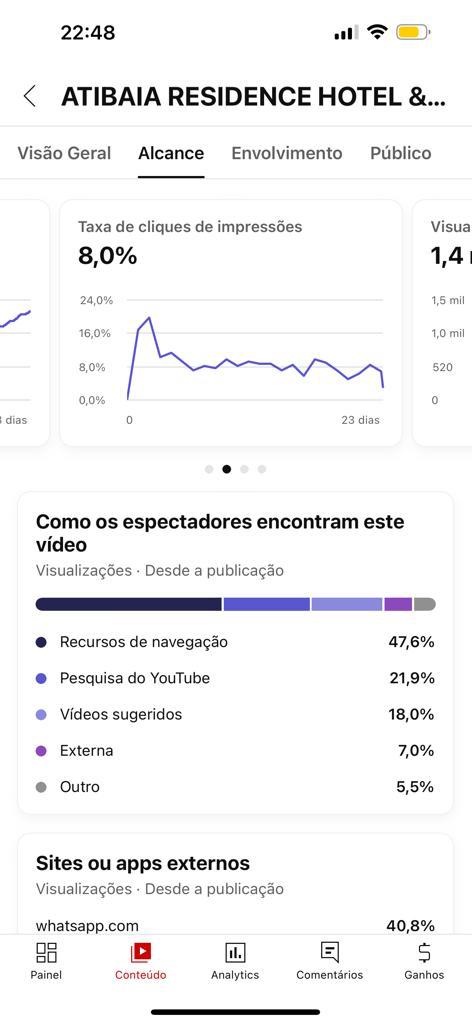 22:48
ATIBAIA RESIDENCE HOTEL &...
Visão Geral Alcance Envolvimento Público
Taxa de cliques de impressões
8,0%
24,0%
16,0%
8,0%
0,0%
0 23 dias
dias
Visua
1,4
1,5 mil
1,0 mil
520
0
Como os espectadores encontram este
vídeo
Visualizações · Desde a publicação
Recursos de navegação 47,6%
Pesquisa do YouTube 21,9%
Vídeos sugeridos 18,0%
Externa 7,0%
Outro 5,5%
Sites ou apps externos
Visualizações · Desde a publicação
whatsapp.com 40,8%
Painel Conteúdo Analytics Comentários Ganhos